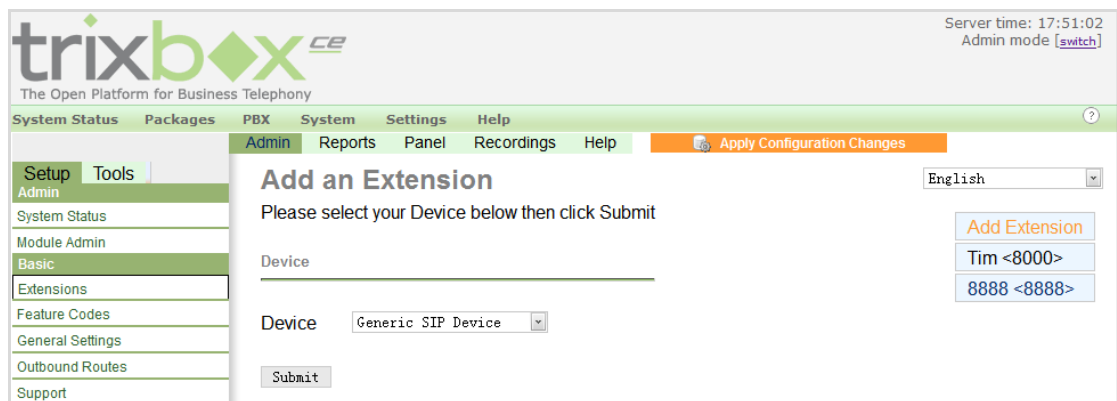 trixbox ce
The Open Platform for Business Telephony
Server time: 17:51:02
Admin mode [switch]
System Status Packages PBX System Settings Help ?
Admin Reports Panel Recordings Help Apply Configuration Changes
Setup Tools
Admin
System Status
Module Admin
Basic
Extensions
Feature Codes
General Settings
Outbound Routes
Support
Add an Extension
Please select your Device below then click Submit
Device
Device Generic SIP Device
Submit
English
Add Extension
Tim <8000>
8888 <8888>